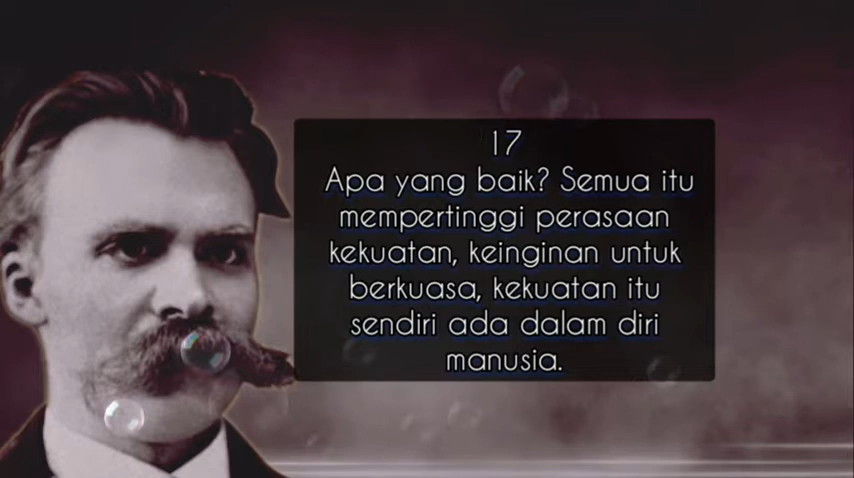 17
Apa yang baik? Semua itu
mempertinggi perasaan
kekuatan, keinginan untuk
berkuasa, kekuatan itu
sendiri ada dalam diri
manusia.